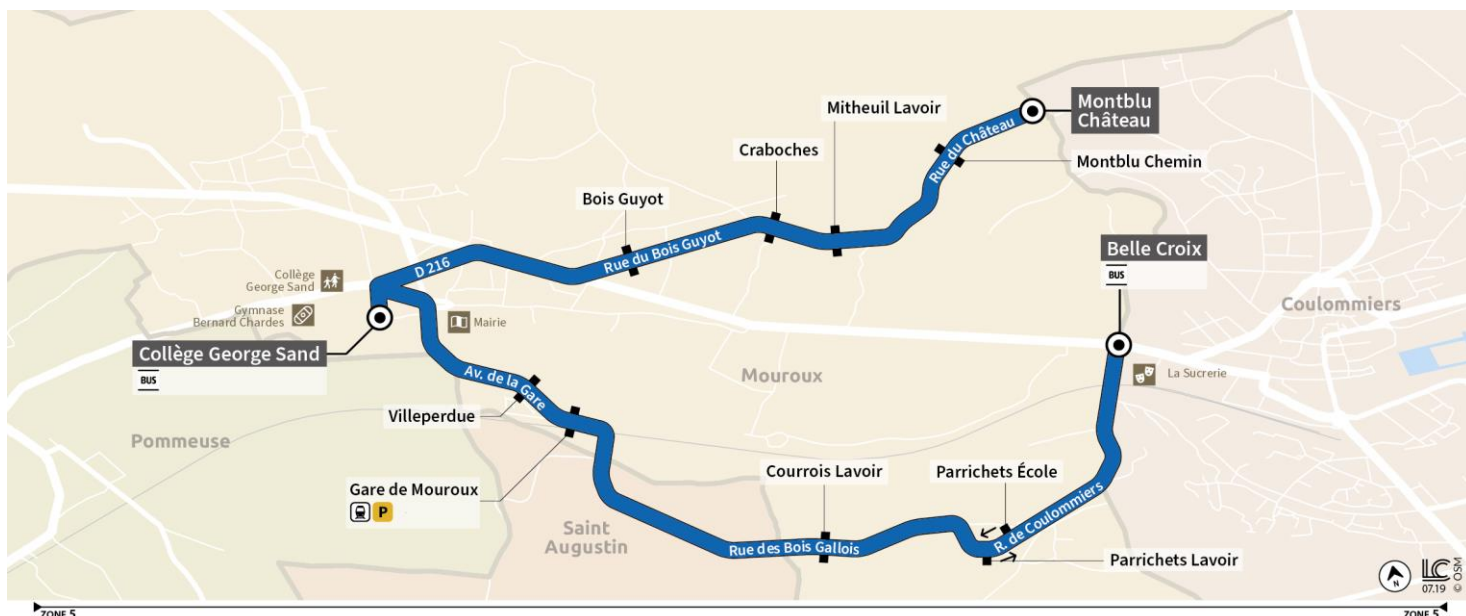 Montblu
Château
Mitheuil Lavoir
Rue du Château
Craboches
Montblu Chemin
Bois Guyot
Rue du Bois Guyot
Belle Croix
BUS
D 216
Collège
George Sand
Gymnase
Bernard Chardes
Mairie
Coulommiers
Collège George Sand
BUS
Mouroux
La Sucrerie
Av. de la Gare
Villeperdue
Pommeuse
Gare de Mouroux
P
Courrois Lavoir
Parrichets École
Saint
Augustin
Rue des Bois Gallois
R. de Coulommiers
Parrichets Lavoir
N
LC
07.19
© OSM
ZONE 5
ZONE 5